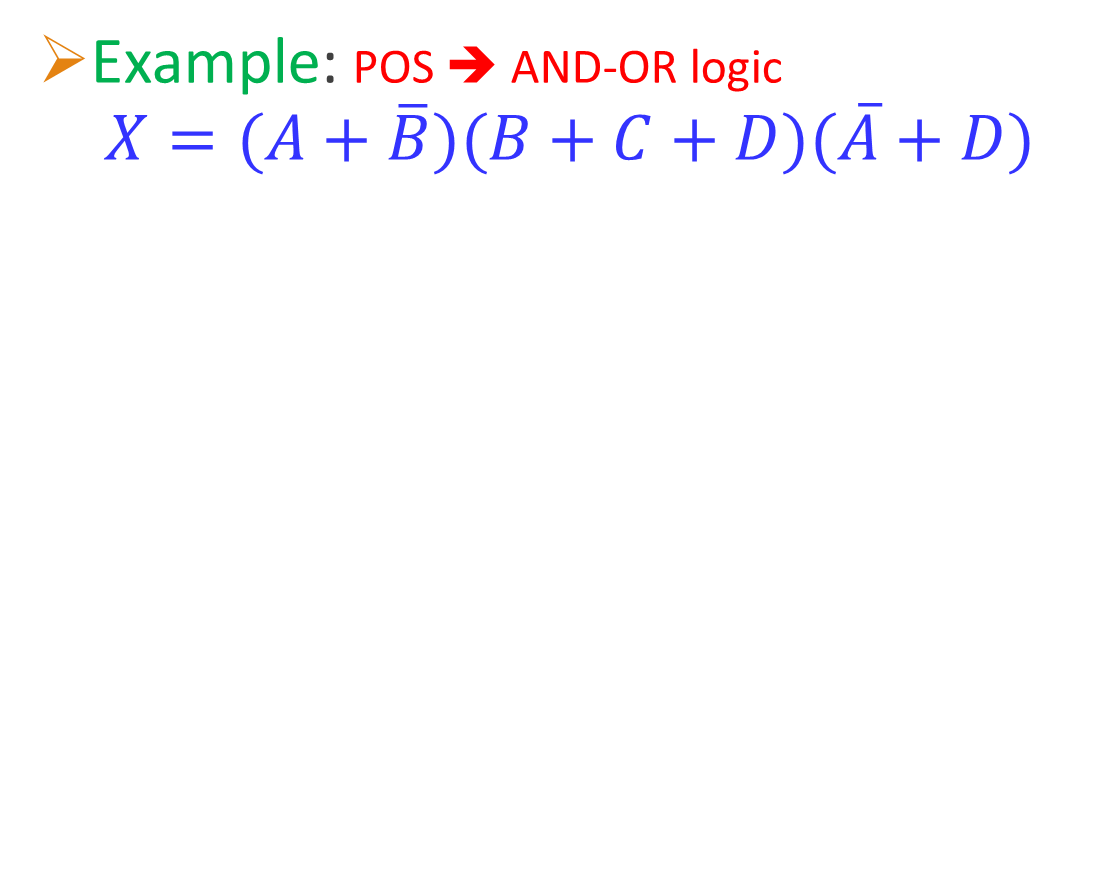 ➢Example: POS ➔ AND-OR logic
X = (A + B̅)(B + C + D)(A̅ + D)